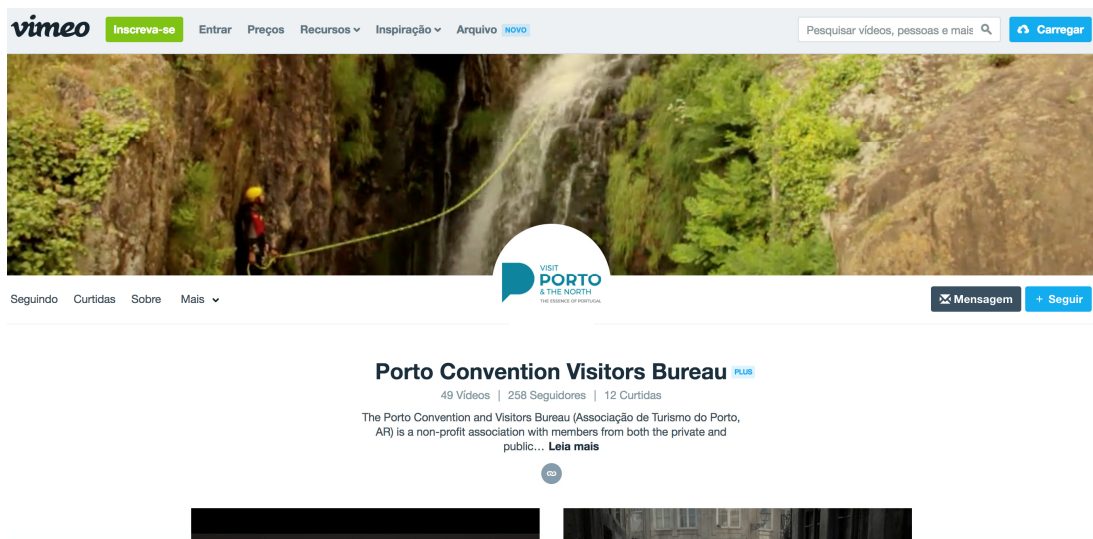 vimeo Inscreva-se Entrar Preços Recursos Inspiração Arquivo NOVO Pesquisar vídeos, pessoas e mais Carregar
VISIT
PORTO
& THE NORTH
THE ESSENCE OF PORTUGAL
Seguindo Curtidas Sobre Mais Mensagem + Seguir
Porto Convention Visitors Bureau PLUS
49 Vídeos | 258 Seguidores | 12 Curtidas
The Porto Convention and Visitors Bureau (Associação de Turismo do Porto,
AR) is a non-profit association with members from both the private and
public… Leia mais